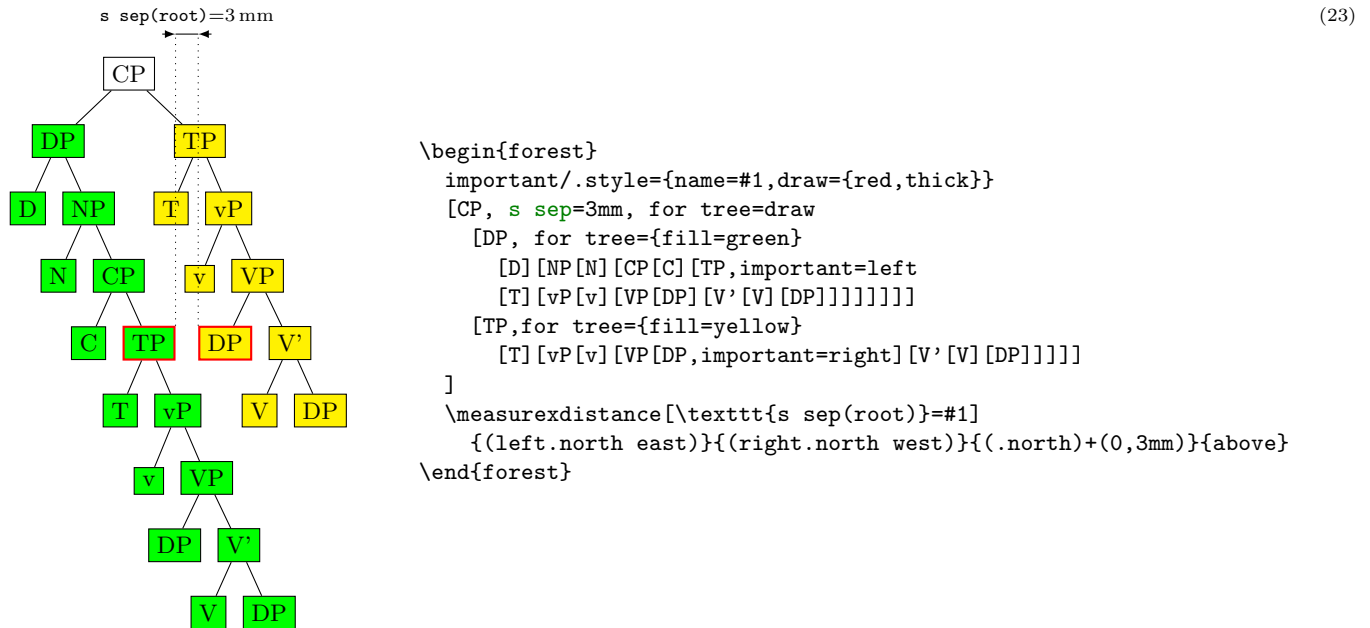 s sep(root)=3 mm
(23)
CP
DP TP
D NP T vP
N CP v VP
C TP DP V'
T vP V DP
v VP
DP V'
V DP
\begin{forest}
  important/.style={name=#1,draw={red,thick}}
  [CP, s sep=3mm, for tree=draw
    [DP, for tree={fill=green}
      [D][NP[N][CP[C][TP,important=left
      [T][vP[v][VP[DP][V'[V][DP]]]]]]]]
    [TP,for tree={fill=yellow}
      [T][vP[v][VP[DP,important=right][V'[V][DP]]]]]
  ]
  \measurexdistance[\texttt{s sep(root)}=#1]
    {(left.north east)}{(right.north west)}{(.north)+(0,3mm)}{above}
\end{forest}